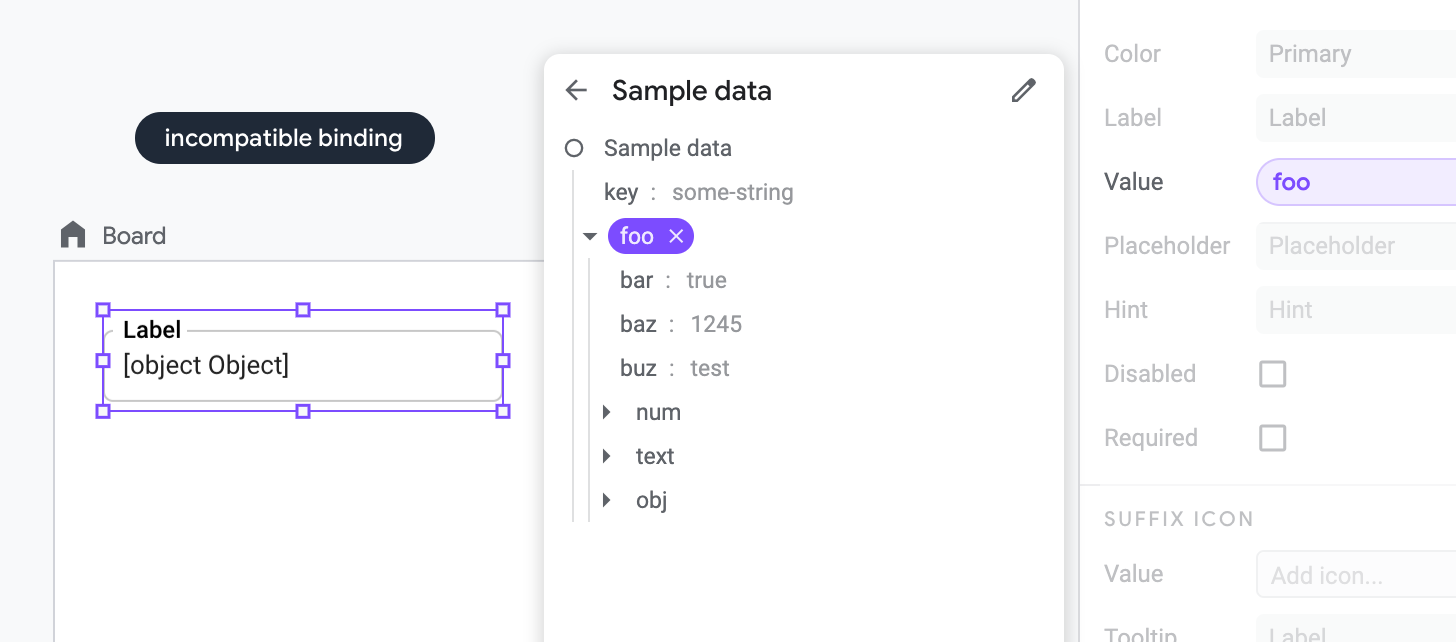 incompatible binding
Board
Label
[object Object]
Sample data
Sample data
key : some-string
foo
bar : true
baz : 1245
buz : test
num
text
obj
Color Primary
Label Label
Value foo
Placeholder Placeholder
Hint Hint
Disabled
Required
SUFFIX ICON
Value Add icon...
Tooltip Label